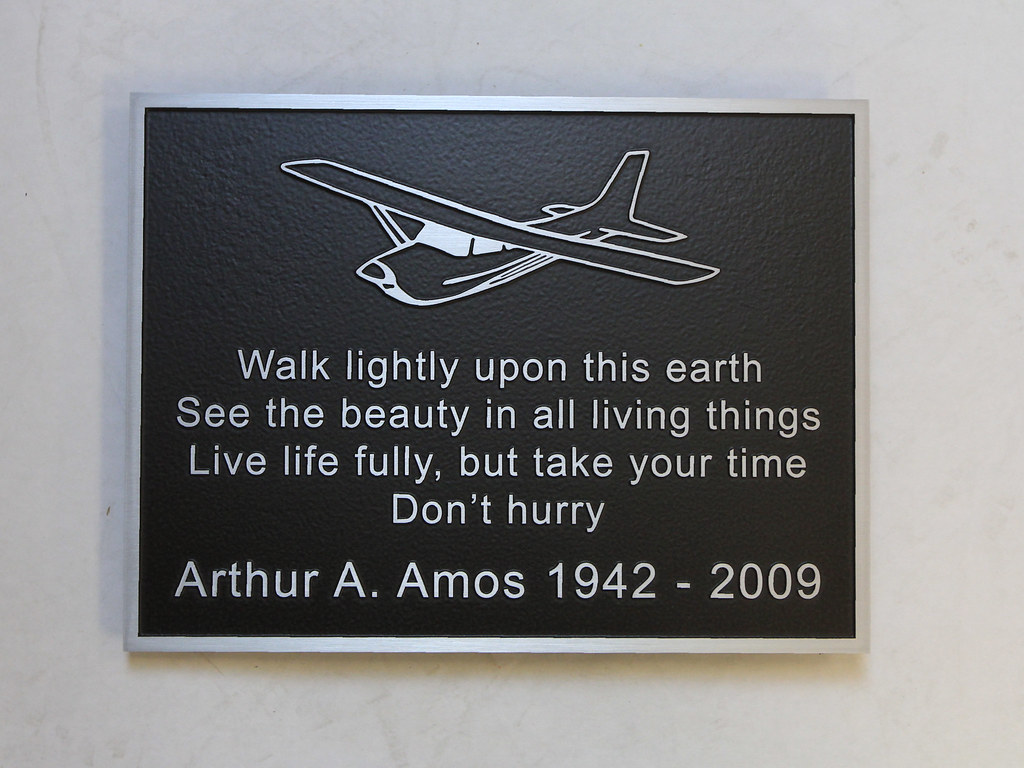 Walk lightly upon this earth
See the beauty in all living things
Live life fully, but take your time
Don’t hurry
Arthur A. Amos 1942 - 2009